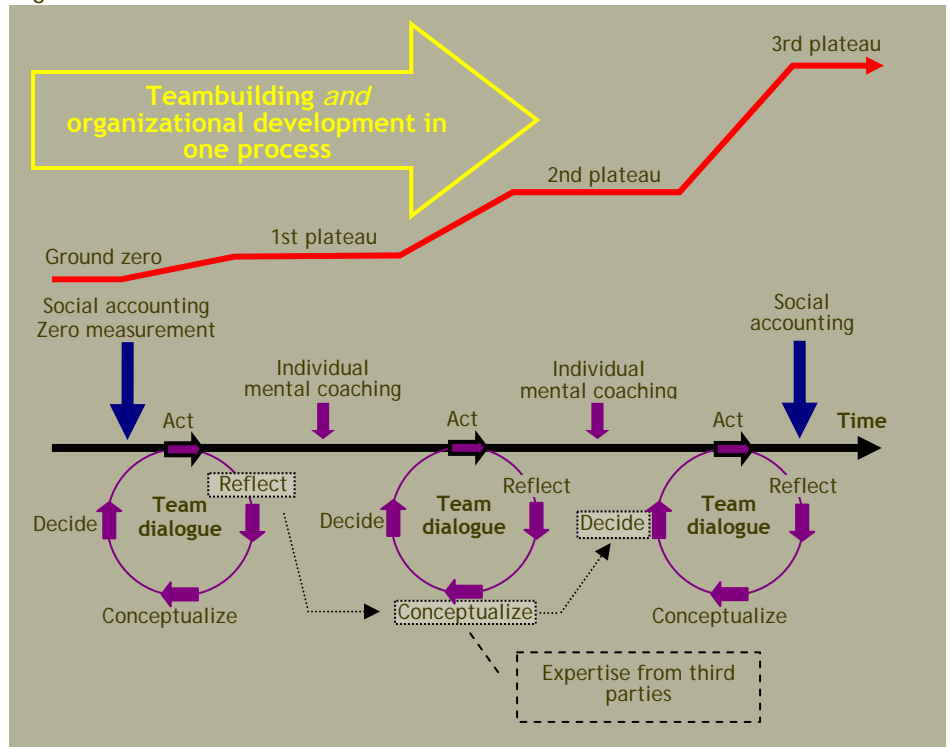 3rd plateau
Teambuilding and
organizational development in
one process
2nd plateau
1st plateau
Ground zero
Social accounting
Zero measurement
Social
accounting
Individual
mental coaching
Individual
mental coaching
Act
Act
Act
Time
Reflect
Reflect
Reflect
Team
dialogue
Team
dialogue
Team
dialogue
Decide
Decide
Decide
Conceptualize
Conceptualize
Conceptualize
Expertise from third
parties